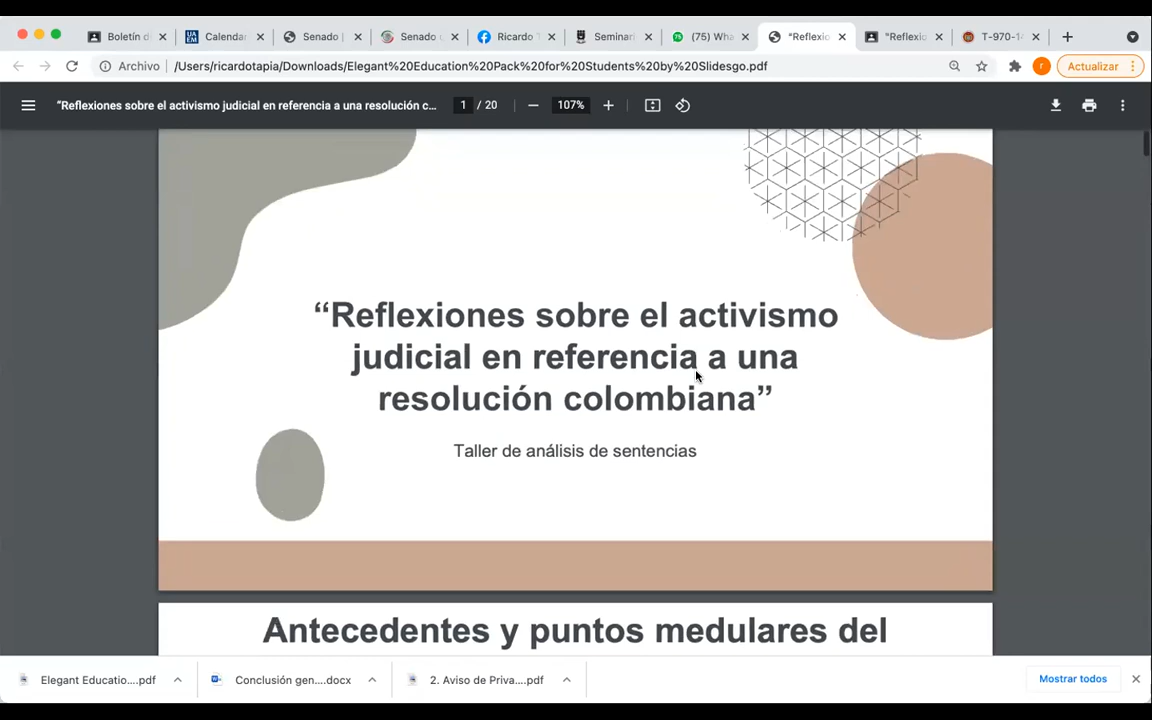 Boletín d
Calendar
Senado |
Senado
Ricardo T
Seminari
(75) Wha
"Reflexio
"Reflexio
T-970-1
Archivo | /Users/ricardotapia/Downloads/Elegant%20Education%20Pack%20for%20Students%20by%20Slidesgo.pdf
r
Actualizar
“Reflexiones sobre el activismo judicial en referencia a una resolución c...
1 / 20
107%
“Reflexiones sobre el activismo
judicial en referencia a una
resolución colombiana”
Taller de análisis de sentencias
Antecedentes y puntos medulares del
Elegant Educatio....pdf
Conclusión gen....docx
2. Aviso de Priva....pdf
Mostrar todos